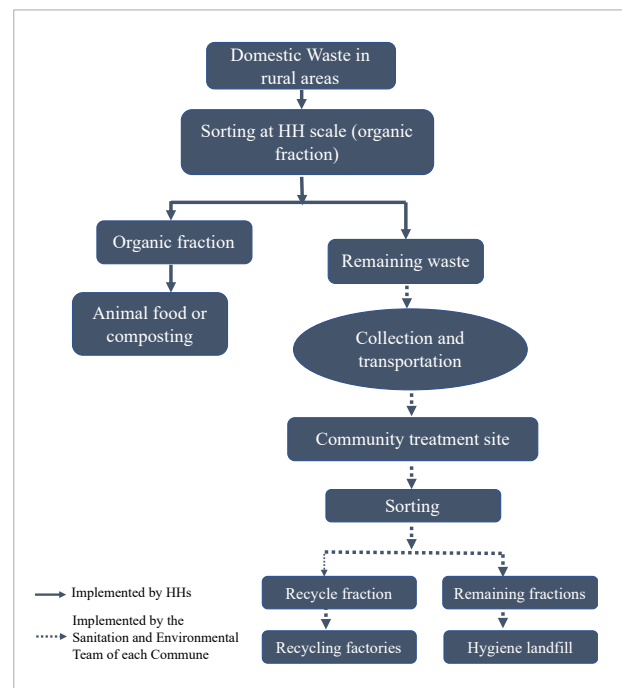 Domestic Waste in
rural areas
Sorting at HH scale (organic
fraction)
Organic fraction
Remaining waste
Animal food or
composting
Collection and
transportation
Community treatment site
Sorting
Recycle fraction
Remaining fractions
Recycling factories
Hygiene landfill
Implemented by HHs
Implemented by the
Sanitation and Environmental
Team of each Commune